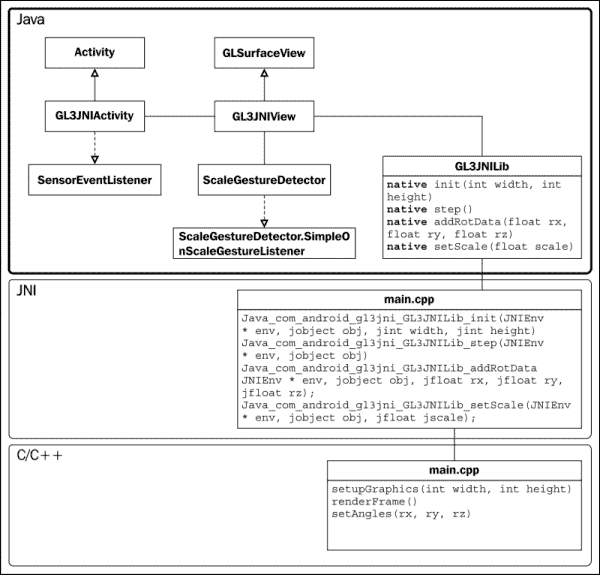 Java
Activity
GLSurfaceView
GL3JNIActivity
GL3JNIView
GL3JNILib
native init(int width, int
height)
native step()
native addRotData(float rx,
float ry, float rz)
native setScale(float scale)
SensorEventListener
ScaleGestureDetector
ScaleGestureDetector.SimpleO
nScaleGestureListener
JNI
main.cpp
Java_com_android_gl3jni_GL3JNILib_init(JNIEnv
* env, jobject obj, jint width, jint height)
Java_com_android_gl3jni_GL3JNILib_step(JNIEnv
* env, jobject obj)
Java_com_android_gl3jni_GL3JNILib_addRotData
JNIEnv * env, jobject obj, jfloat rx, jfloat ry,
jfloat rz);
Java_com_android_gl3jni_GL3JNILib_setScale(JNIEnv
* env, jobject obj, jfloat jscale);
C/C++
main.cpp
setupGraphics(int width, int height)
renderFrame()
setAngles(rx, ry, rz)